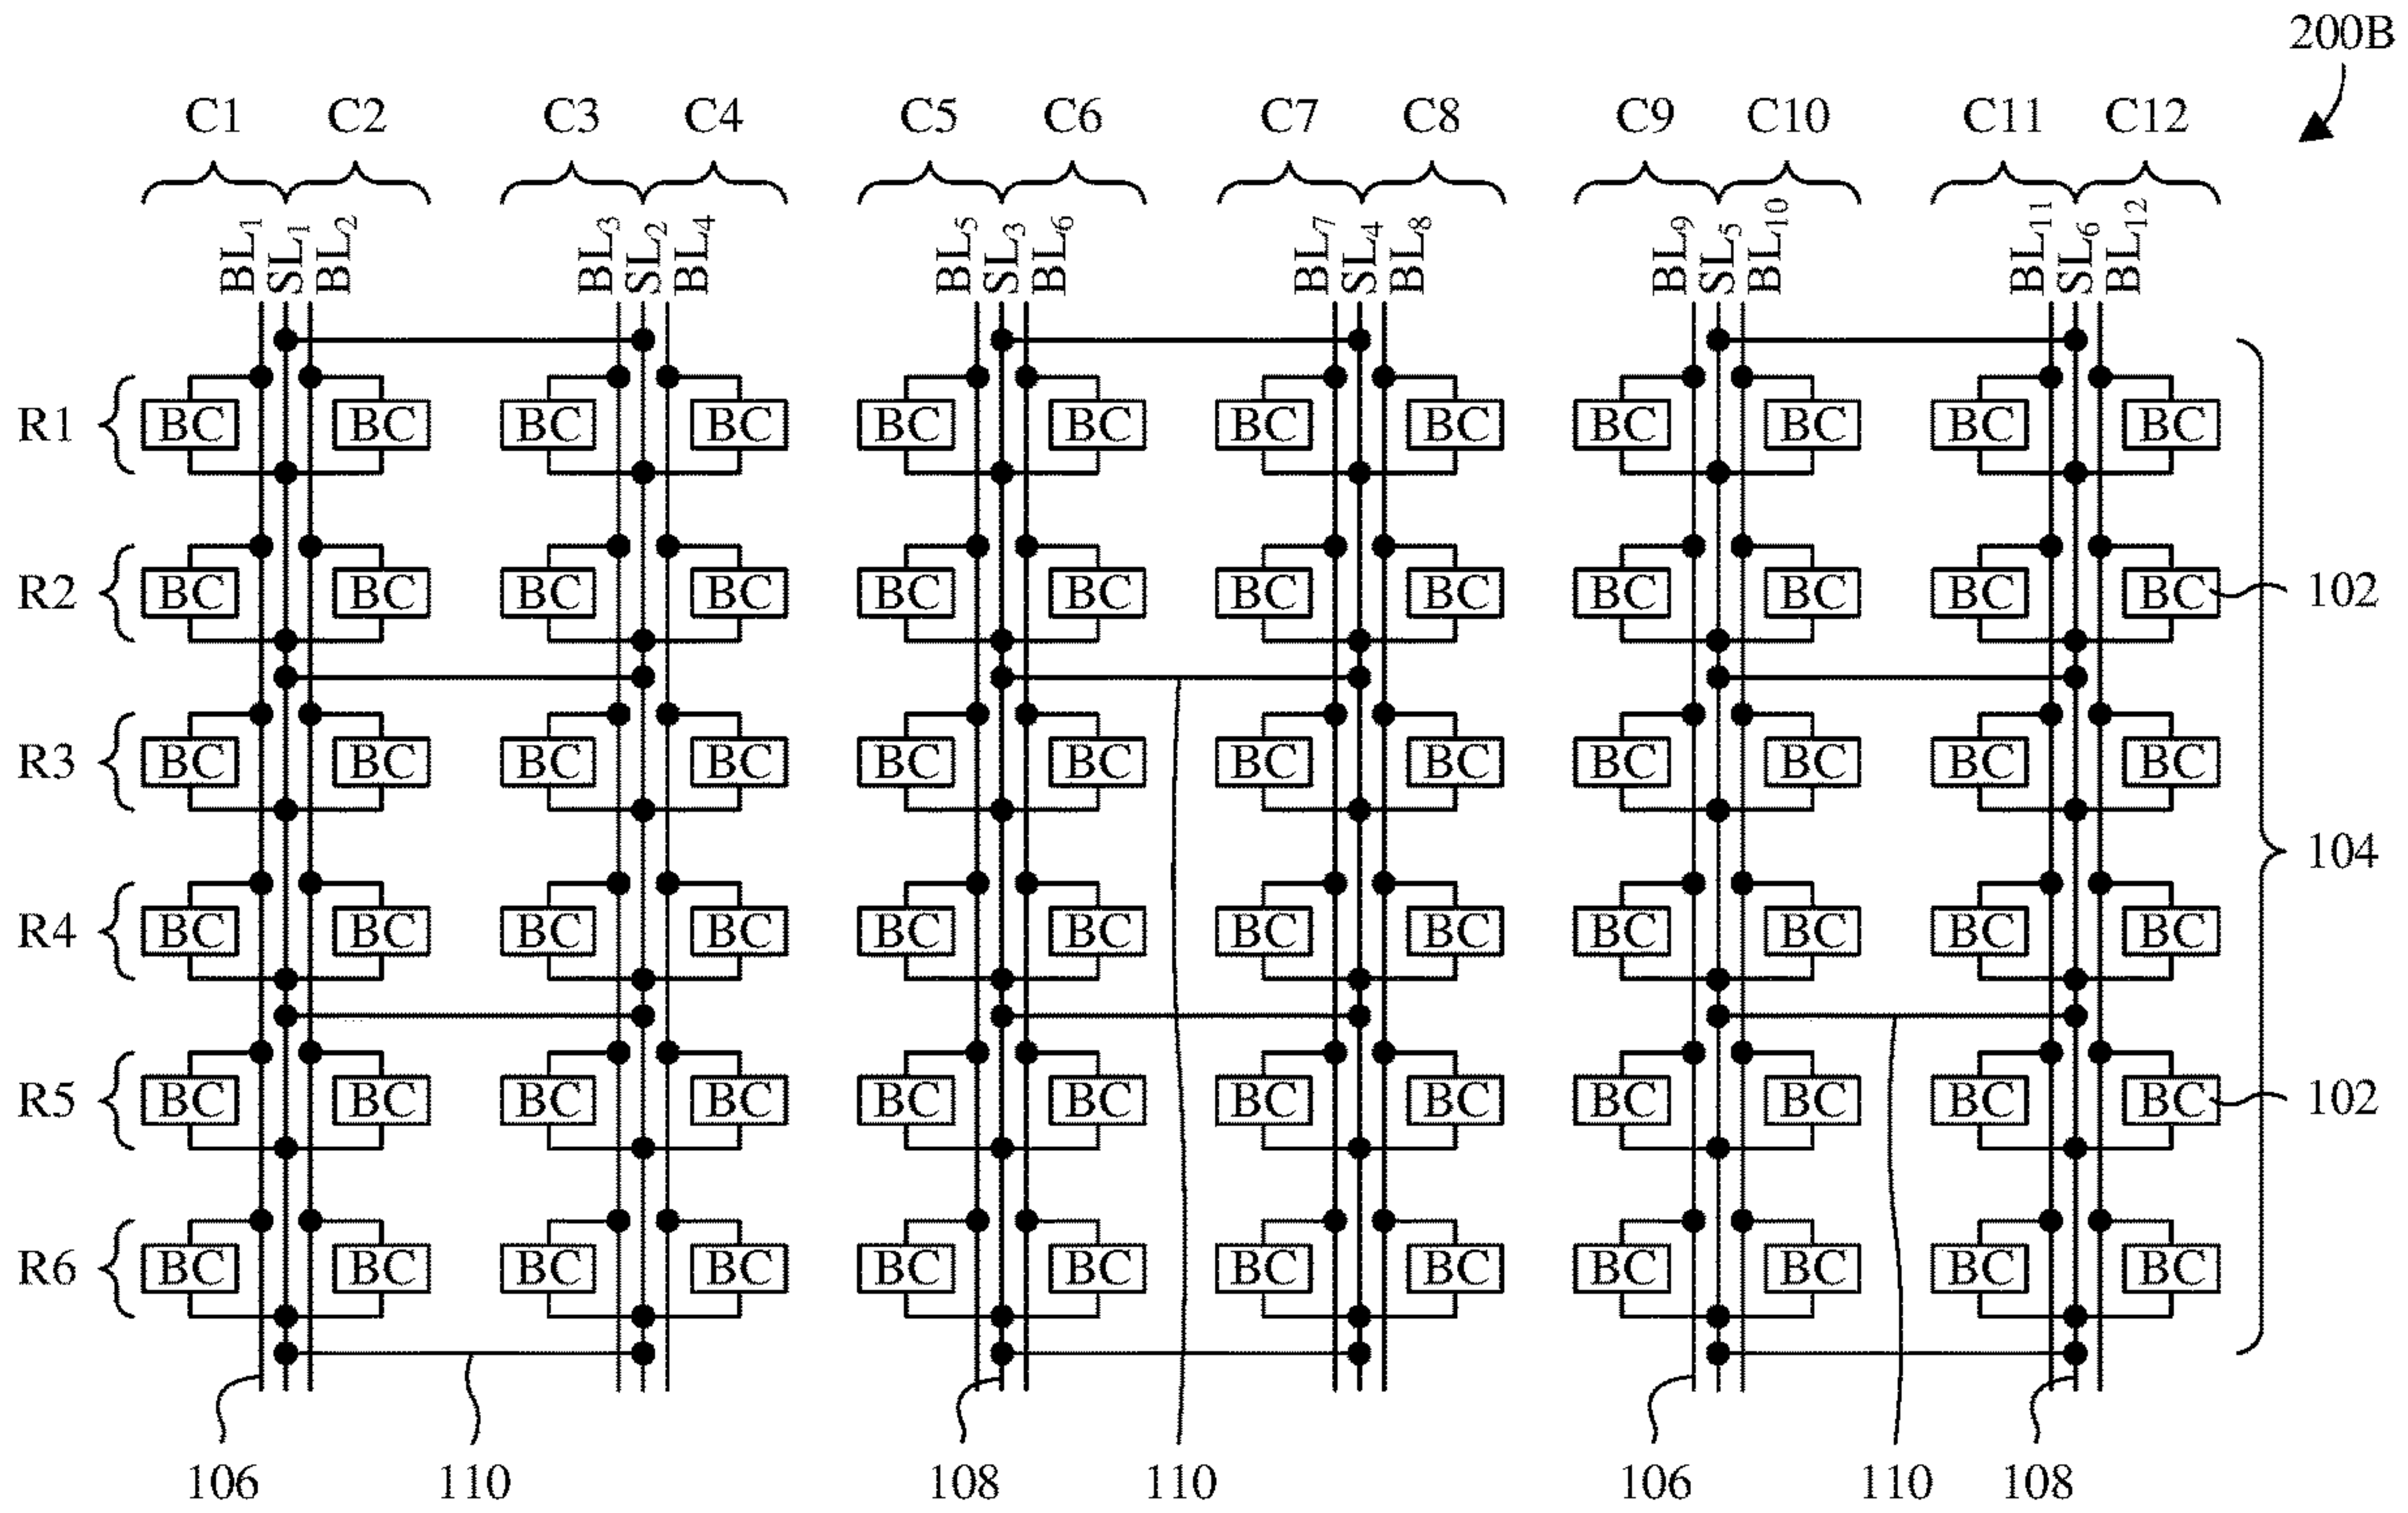 200B
C1 C2 C3 C4 C5 C6 C7 C8 C9 C10 C11 C12
BL1 SL1 BL2 BL3 SL2 BL4 BL5 SL3 BL6 BL7 SL4 BL8 BL9 SL5 BL10 BL11 SL6 BL12
R1 BC BC BC BC BC BC BC BC BC BC BC BC
R2 BC BC BC BC BC BC BC BC BC BC BC BC 102
R3 BC BC BC BC BC BC BC BC BC BC BC BC
104
R4 BC BC BC BC BC BC BC BC BC BC BC BC
R5 BC BC BC BC BC BC BC BC BC BC BC BC 102
R6 BC BC BC BC BC BC BC BC BC BC BC BC
106 110 108 110 106 110 108